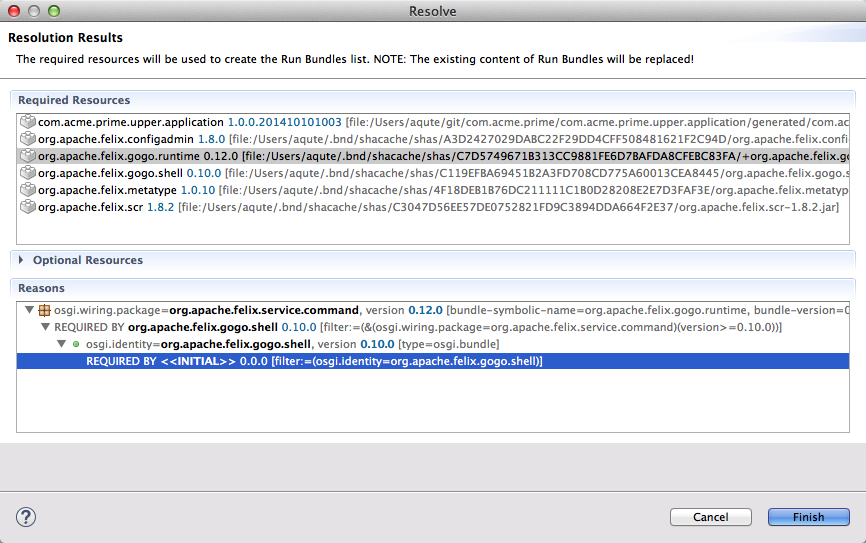 Resolve
Resolution Results
The required resources will be used to create the Run Bundles list. NOTE: The existing content of Run Bundles will be replaced!
Required Resources
com.acme.prime.upper.application 1.0.0.201410101003 [file:/Users/aqute/git/com.acme.prime/com.acme.prime.upper.application/generated/com.ac
org.apache.felix.configadmin 1.8.0 [file:/Users/aqute/.bnd/shacache/shas/A3D2427029DABC22F29DD4CFF508481621F2C94D/org.apache.felix.confi
org.apache.felix.gogo.runtime 0.12.0 [file:/Users/aqute/.bnd/shacache/shas/C7D5749671B313CC9881FE6D7BAFDA8CFEBC83FA/+org.apache.felix.go
org.apache.felix.gogo.shell 0.10.0 [file:/Users/aqute/.bnd/shacache/shas/C119EFBA69451B2A3FD708CD775A60013CEA8445/org.apache.felix.gogo.s
org.apache.felix.metatype 1.0.10 [file:/Users/aqute/.bnd/shacache/shas/4F18DEB1B76DC211111C1B0D28208E2E7D3FAF3E/org.apache.felix.metatyp
org.apache.felix.scr 1.8.2 [file:/Users/aqute/.bnd/shacache/shas/C3047D56EE57DE0752821FD9C3894DDA664F2E37/org.apache.felix.scr-1.8.2.jar]
Optional Resources
Reasons
osgi.wiring.package=org.apache.felix.service.command, version 0.12.0 [bundle-symbolic-name=org.apache.felix.gogo.runtime, bundle-version=0
REQUIRED BY org.apache.felix.gogo.shell 0.10.0 [filter:=(&(osgi.wiring.package=org.apache.felix.service.command)(version>=0.10.0))]
osgi.identity=org.apache.felix.gogo.shell, version 0.10.0 [type=osgi.bundle]
REQUIRED BY <<INITIAL>> 0.0.0 [filter:=(osgi.identity=org.apache.felix.gogo.shell)]
?
Cancel
Finish